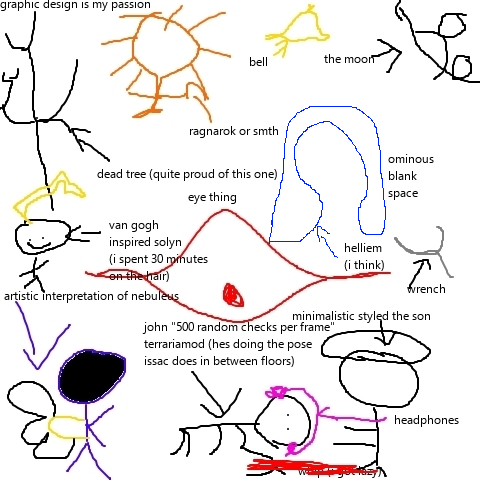 graphic design is my passion
bell
the moon
ragnarok or smth
ominous
blank
space
dead tree (quite proud of this one)
eye thing
van gogh
inspired solyn
(i spent 30 minutes
on the hair)
helliem
(i think)
wrench
artistic interpretation of nebuleus
minimalistic styled the son
john "500 random checks per frame"
terrariamod (hes doing the pose
issac does in between floors)
headphones
(i got lazy)